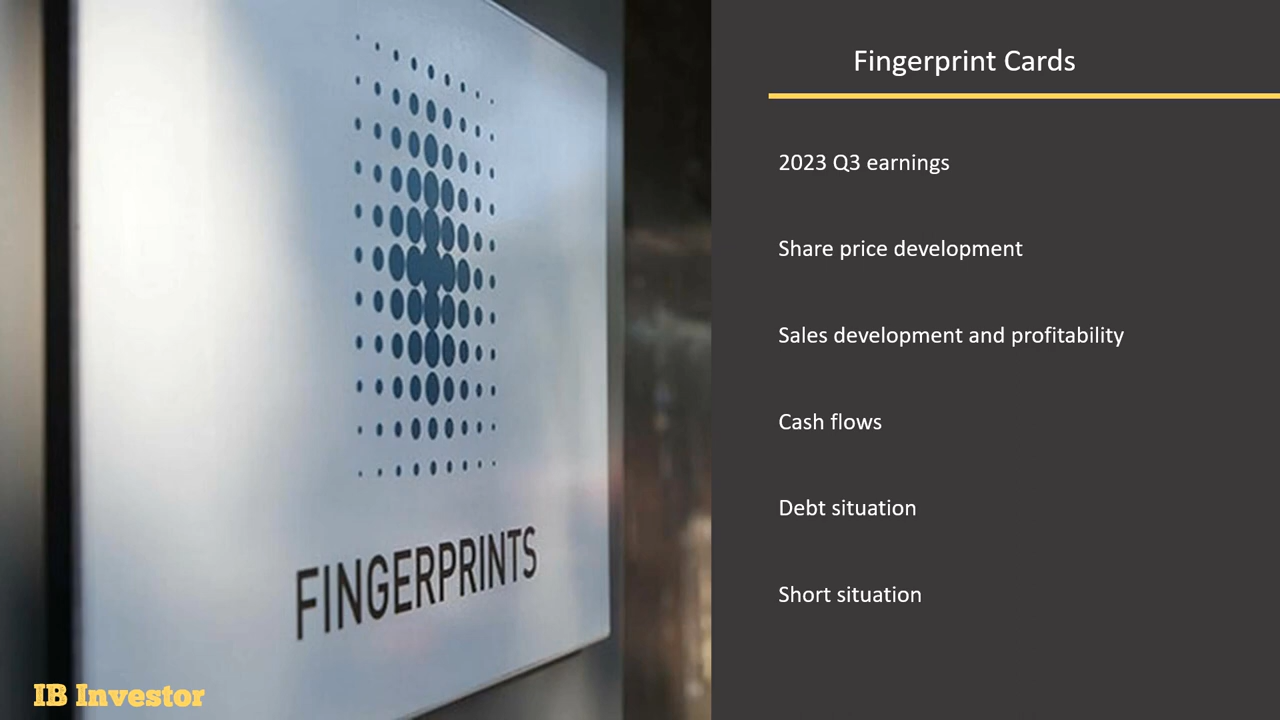 FINGERPRINTS
IB Investor
Fingerprint Cards
2023 Q3 earnings
Share price development
Sales development and profitability
Cash flows
Debt situation
Short situation